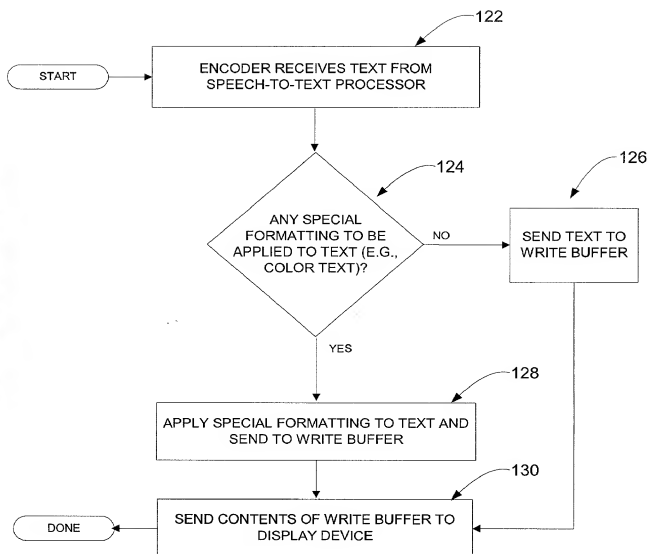 122
START
ENCODER RECEIVES TEXT FROM
SPEECH-TO-TEXT PROCESSOR
124
126
ANY SPECIAL
FORMATTING TO BE
APPLIED TO TEXT (E.G.,
COLOR TEXT)?
NO
SEND TEXT TO
WRITE BUFFER
YES
128
APPLY SPECIAL FORMATTING TO TEXT AND
SEND TO WRITE BUFFER
130
SEND CONTENTS OF WRITE BUFFER TO
DISPLAY DEVICE
DONE